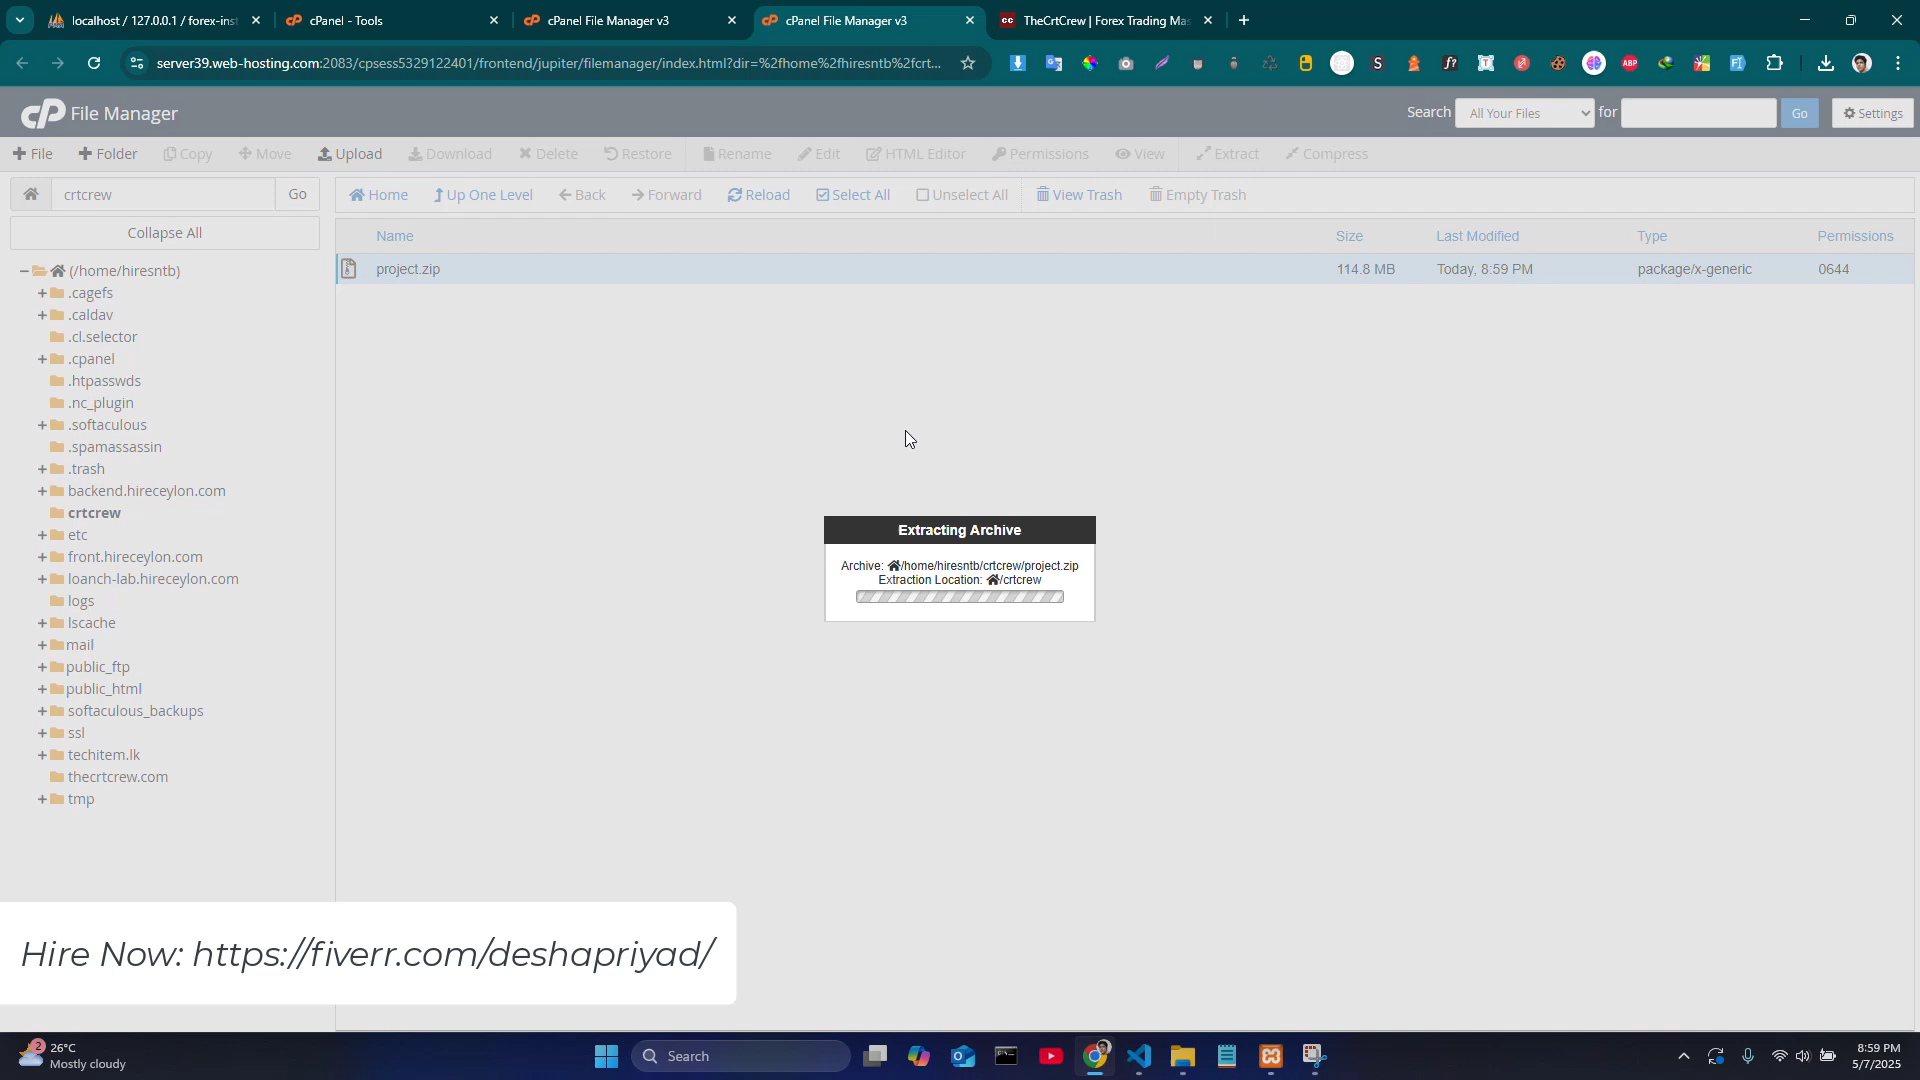 localhost / 127.0.0.1 / forex-inst
cPanel - Tools
cPanel File Manager v3
cPanel File Manager v3
TheCrtCrew | Forex Trading Mas
server39.web-hosting.com:2083/cpsess5329122401/frontend/jupiter/filemanager/index.html?dir=%2fhome%2fhiresntb%2fcrt...
File Manager
Search
All Your Files
for
Go
Settings
File
Folder
Copy
Move
Upload
Download
Delete
Restore
Rename
Edit
HTML Editor
Permissions
View
Extract
Compress
crtcrew
Go
Home
Up One Level
Back
Forward
Reload
Select All
Unselect All
View Trash
Empty Trash
Collapse All
Name
Size
Last Modified
Type
Permissions
project.zip
114.8 MB
Today, 8:59 PM
package/x-generic
0644
(/home/hiresntb)
.cagefs
.caldav
.cl.selector
.cpanel
.htpasswds
.nc_plugin
.softaculous
.spamassassin
.trash
backend.hireceylon.com
crtcrew
etc
front.hireceylon.com
loanch-lab.hireceylon.com
logs
lscache
mail
public_ftp
public_html
softaculous_backups
ssl
techitem.lk
thecrtcrew.com
tmp
Extracting Archive
Archive: /home/hiresntb/crtcrew/project.zip
Extraction Location: /crtcrew
Hire Now: https://fiverr.com/deshapriyad/
2
26°C
Mostly cloudy
Search
8:59 PM
5/7/2025